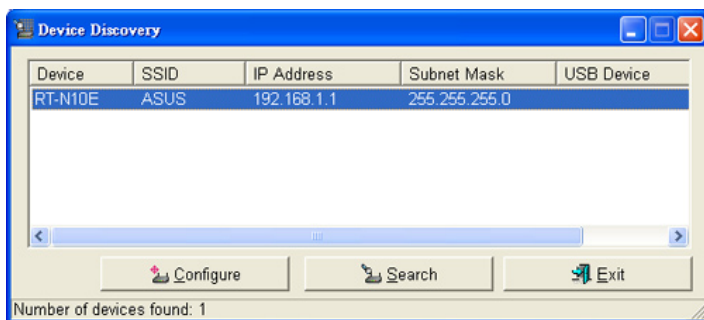 Device Discovery
Device SSID IP Address Subnet Mask USB Device
RT-N10E ASUS 192.168.1.1 255.255.255.0
Configure Search Exit
Number of devices found: 1